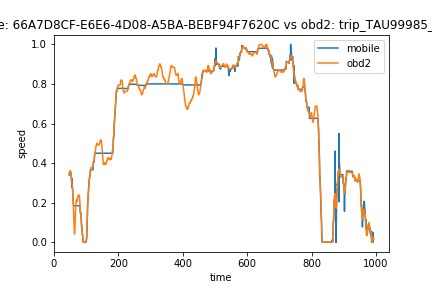 e: 66A7D8CF-E6E6-4D08-A5BA-BEBF94F7620C vs obd2: trip_TAU99985_
1.0
0.8
0.6
0.4
0.2
0.0
speed
mobile
obd2
0 200 400 600 800 1000
time